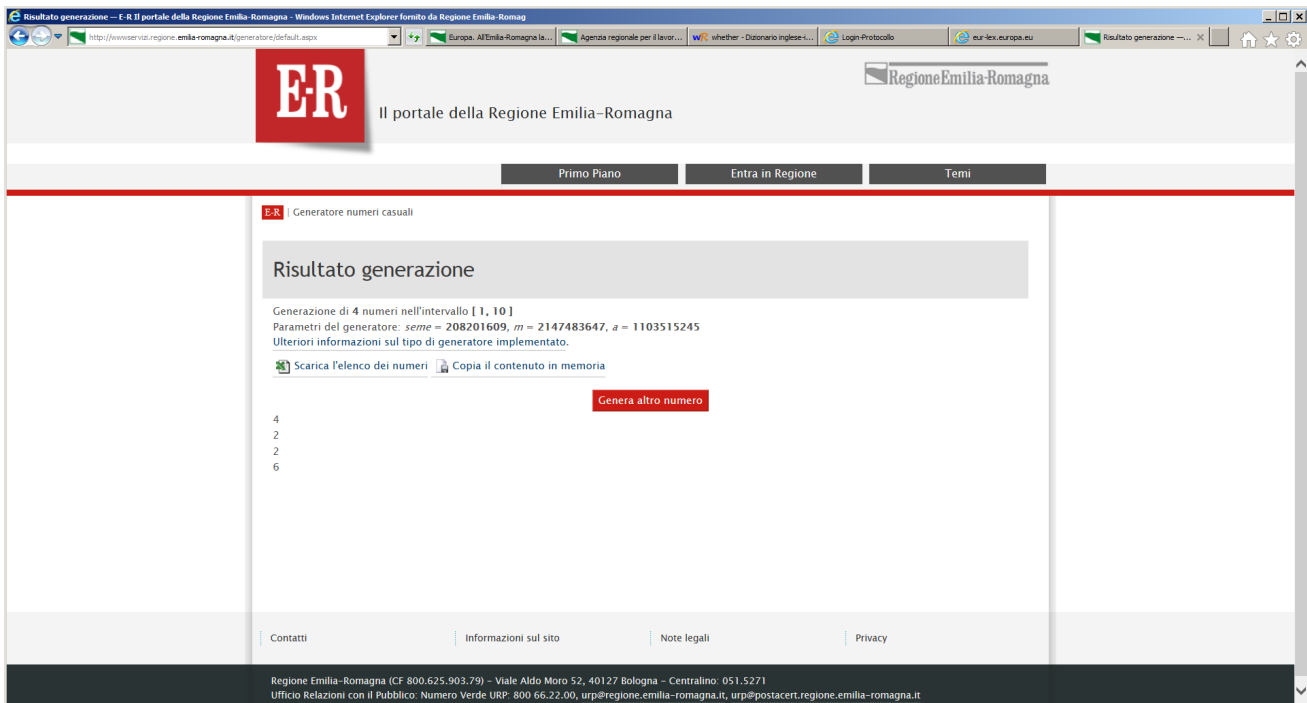 Risultato generazione — E-R Il portale della Regione Emilia-Romagna - Windows Internet Explorer fornito da Regione Emilia-Romag
http://wwwservizi.regione.emilia-romagna.it/generatore/default.aspx
Europa. All'Emilia-Romagna la...
Agenzia regionale per il lavor...
WR whether - Dizionario inglese-i...
Login-Protocollo
eur-lex.europa.eu
Risultato generazione —...
E-R
Il portale della Regione Emilia-Romagna
RegioneEmilia-Romagna
Primo Piano
Entra in Regione
Temi
E-R | Generatore numeri casuali
Risultato generazione
Generazione di 4 numeri nell'intervallo [ 1, 10 ]
Parametri del generatore: seme = 208201609, m = 2147483647, a = 1103515245
Ulteriori informazioni sul tipo di generatore implementato.
Scarica l'elenco dei numeri Copia il contenuto in memoria
Genera altro numero
4
2
2
6
Contatti
Informazioni sul sito
Note legali
Privacy
Regione Emilia-Romagna (CF 800.625.903.79) - Viale Aldo Moro 52, 40127 Bologna - Centralino: 051.5271
Ufficio Relazioni con il Pubblico: Numero Verde URP: 800 66.22.00, urp@regione.emilia-romagna.it, urp@postacert.regione.emilia-romagna.it